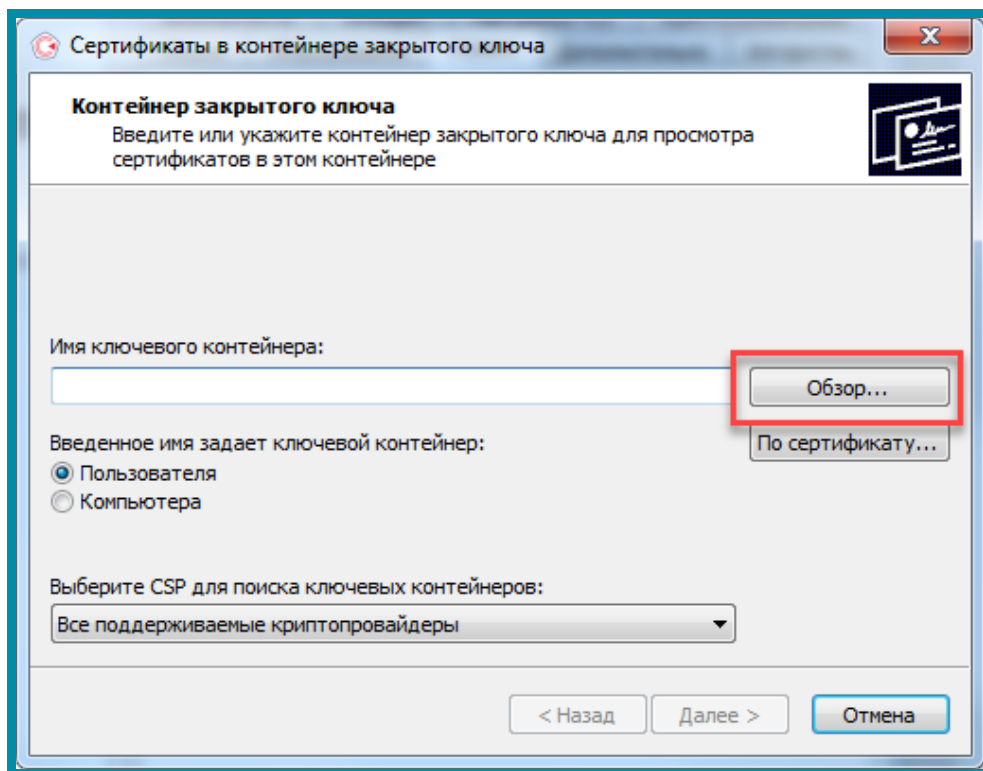 Сертификаты в контейнере закрытого ключа
Контейнер закрытого ключа
Введите или укажите контейнер закрытого ключа для просмотра
сертификатов в этом контейнере
Имя ключевого контейнера:
Обзор...
Введенное имя задает ключевой контейнер:
По сертификату...
Пользователя
Компьютера
Выберите CSP для поиска ключевых контейнеров:
Все поддерживаемые криптопровайдеры
< Назад
Далее >
Отмена